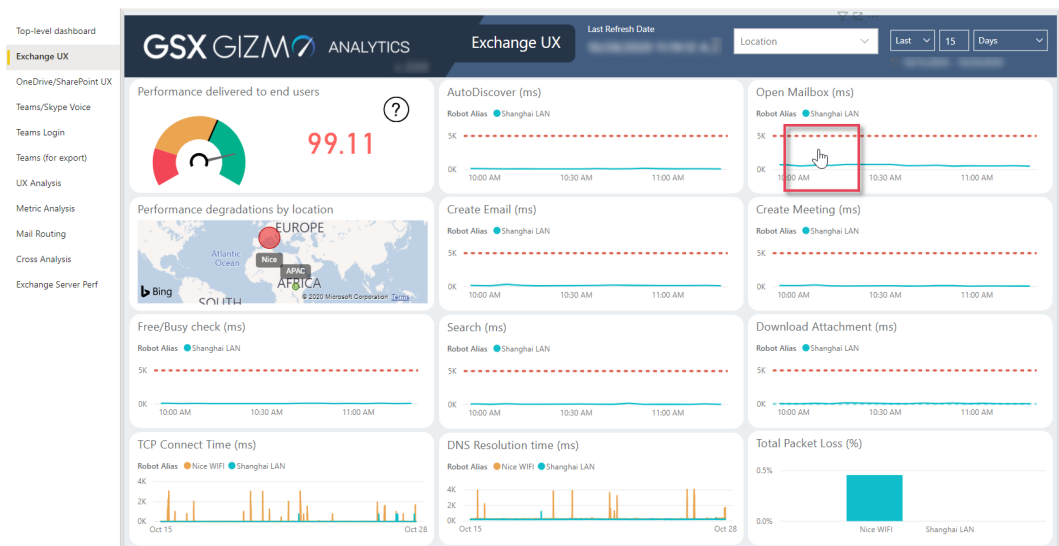 Top-level dashboard
Exchange UX
OneDrive/SharePoint UX
Teams/Skype Voice
Teams Login
Teams (for export)
UX Analysis
Metric Analysis
Mail Routing
Cross Analysis
Exchange Server Perf
GSX GIZMO ANALYTICS
Exchange UX
Last Refresh Date
Location
Last 15 Days
Performance delivered to end users
?
99.11
AutoDiscover (ms)
Robot Alias Shanghai LAN
5K
0K
10:00 AM 10:30 AM 11:00 AM
Open Mailbox (ms)
Robot Alias Shanghai LAN
5K
0K
10:00 AM 10:30 AM 11:00 AM
Performance degradations by location
EUROPE
Atlantic
Ocean
Nice
APAC
AFRICA
Bing
SOUTH
© 2020 Microsoft Corporation Terms
Create Email (ms)
Robot Alias Shanghai LAN
5K
0K
10:00 AM 10:30 AM 11:00 AM
Create Meeting (ms)
Robot Alias Shanghai LAN
5K
0K
10:00 AM 10:30 AM 11:00 AM
Free/Busy check (ms)
Robot Alias Shanghai LAN
5K
0K
10:00 AM 10:30 AM 11:00 AM
Search (ms)
Robot Alias Shanghai LAN
5K
0K
10:00 AM 10:30 AM 11:00 AM
Download Attachment (ms)
Robot Alias Shanghai LAN
5K
0K
10:00 AM 10:30 AM 11:00 AM
TCP Connect Time (ms)
Robot Alias Nice WIFI Shanghai LAN
4K
2K
0K
Oct 15 Oct 28
DNS Resolution time (ms)
Robot Alias Nice WIFI Shanghai LAN
4K
2K
0K
Oct 15 Oct 28
Total Packet Loss (%)
0.5%
0.0%
Nice WIFI Shanghai LAN